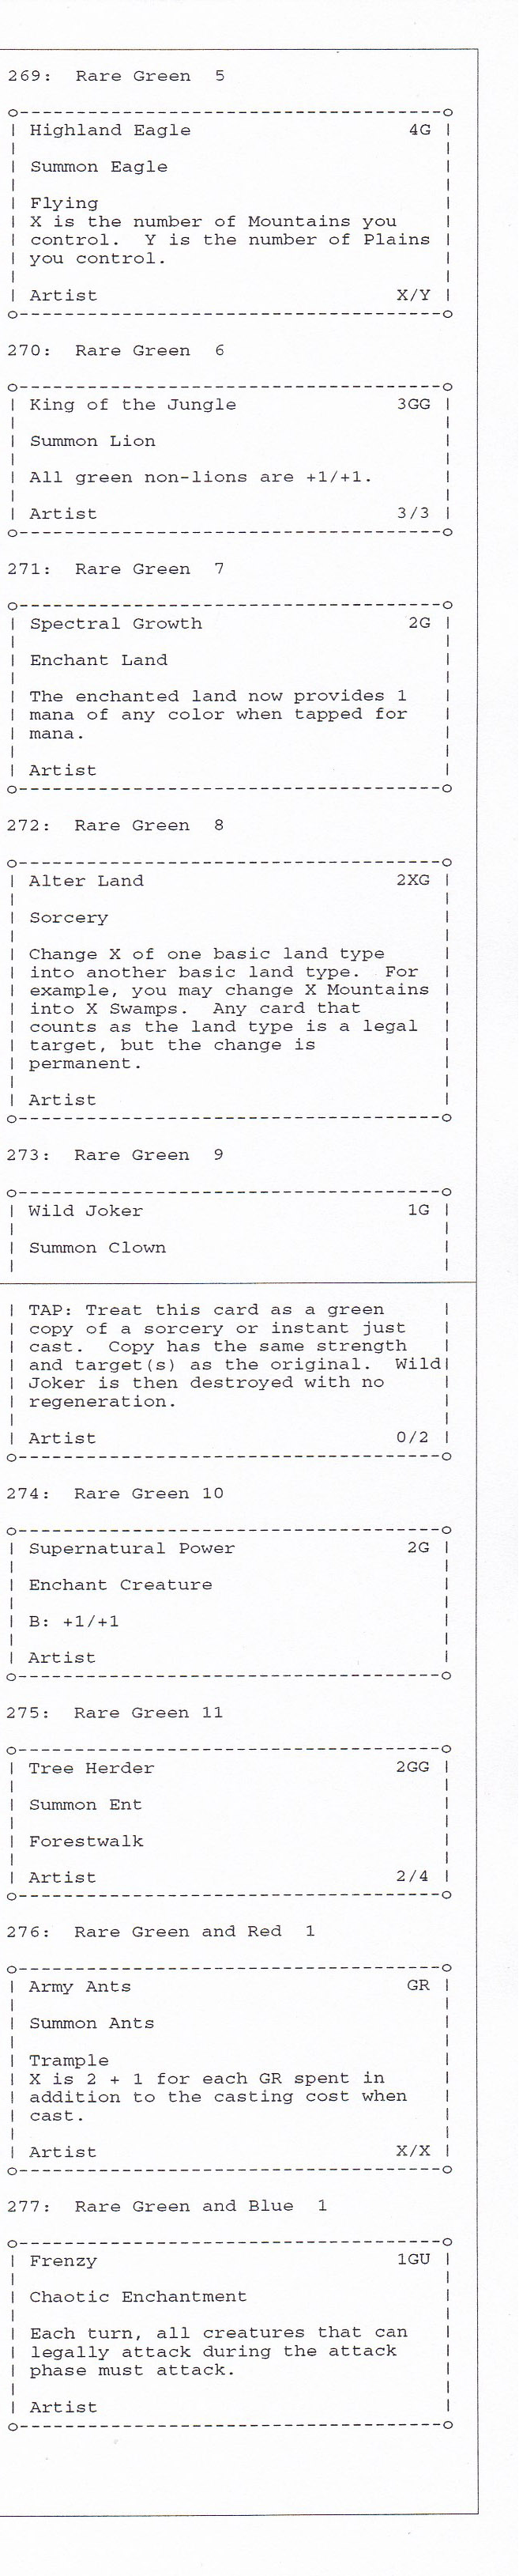 269:  Rare Green  5
o-------------------------------------o
| Highland Eagle                   4G |
| Summon Eagle                        |
| Flying                              |
| X is the number of Mountains you    |
| control.  Y is the number of Plains |
| you control.                        |
| Artist                          X/Y |
o-------------------------------------o
270:  Rare Green  6
o-------------------------------------o
| King of the Jungle              3GG |
| Summon Lion                         |
| All green non-lions are +1/+1.      |
| Artist                          3/3 |
o-------------------------------------o
271:  Rare Green  7
o-------------------------------------o
| Spectral Growth                  2G |
| Enchant Land                        |
| The enchanted land now provides 1   |
| mana of any color when tapped for   |
| mana.                               |
| Artist                              |
o-------------------------------------o
272:  Rare Green  8
o-------------------------------------o
| Alter Land                      2XG |
| Sorcery                             |
| Change X of one basic land type     |
| into another basic land type.  For  |
| example, you may change X Mountains |
| into X Swamps.  Any card that       |
| counts as the land type is a legal  |
| target, but the change is           |
| permanent.                          |
| Artist                              |
o-------------------------------------o
273:  Rare Green  9
o-------------------------------------o
| Wild Joker                       1G |
| Summon Clown                        |
| TAP: Treat this card as a green     |
| copy of a sorcery or instant just   |
| cast.  Copy has the same strength   |
| and target(s) as the original.  Wild|
| Joker is then destroyed with no     |
| regeneration.                       |
| Artist                          0/2 |
o-------------------------------------o
274:  Rare Green 10
o-------------------------------------o
| Supernatural Power               2G |
| Enchant Creature                    |
| B: +1/+1                            |
| Artist                              |
o-------------------------------------o
275:  Rare Green 11
o-------------------------------------o
| Tree Herder                     2GG |
| Summon Ent                          |
| Forestwalk                          |
| Artist                          2/4 |
o-------------------------------------o
276:  Rare Green and Red  1
o-------------------------------------o
| Army Ants                        GR |
| Summon Ants                         |
| Trample                             |
| X is 2 + 1 for each GR spent in     |
| addition to the casting cost when   |
| cast.                               |
| Artist                          X/X |
o-------------------------------------o
277:  Rare Green and Blue  1
o-------------------------------------o
| Frenzy                          1GU |
| Chaotic Enchantment                 |
| Each turn, all creatures that can   |
| legally attack during the attack    |
| phase must attack.                  |
| Artist                              |
o-------------------------------------o